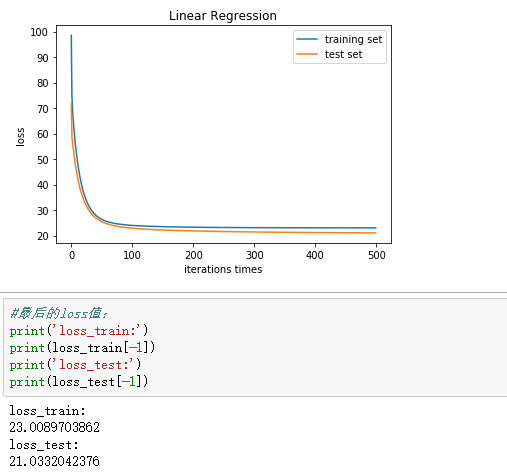 Linear Regression
100
90
80
70
60
50
40
30
20
loss
training set
test set
0
100
200
300
400
500
iterations times
#最后的loss值：
print('loss_train:')
print(loss_train[-1])
print('loss_test:')
print(loss_test[-1])
loss_train:
23.0089703862
loss_test:
21.0332042376